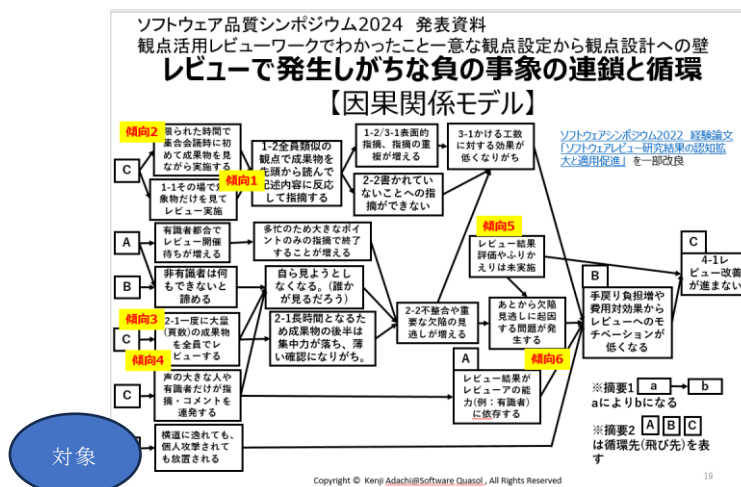 ソフトウェア品質シンポジウム2024 発表資料
観点活用レビューワークでわかったこと一意な観点設定から観点設計への壁
レビューで発生しがちな負の事象の連鎖と循環
【因果関係モデル】
傾向2
限られた時間で
集合会議時に初
めて成果物を見な
がら実施する
C
1-1その場で対
象物だけを見て
レビュー実施
傾向1
1-2全員類似の
観点で成果物を
先頭から読んで
記述内容に反応
して指摘する
1-2/3-1表面的
指摘、指摘の重
複が増える
2-2書かれてい
ないことへの指
摘ができない
3-1かける工数
に対する効果が
低くなりがち
ソフトウェアシンポジウム2022 経験論文
「ソフトウェアレビュー研究結果の認知拡
大と適用促進」 を一部改良
A
有識者都合で
レビュー開催
待ちが増える
多忙のため大きなポイ
ントのみの指摘で終了
することが増える
B
非有識者は何
もできないと
諦める
自ら見ようとし
なくなる。(誰か
が見るだろう)
傾向3
C
2-1一度に大量
(頁数)の成果物
を全員でレ
ビューする
2-1長時間となるた
め成果物の後半は
集中力が落ち、薄
い確認になりがち。
傾向4
C
声の大きな人や
有識者だけが指
摘・コメントを
連発する
横道に逸れても、
個人攻撃されて
も放置される
対象
2-2不整合や重
要な欠陥の見
逃しが増える
傾向5
レビュー結果
評価やふりか
えりは未実施
あとから欠陥
見逃しに起因
する問題が発
生する
A
レビュー結果が
レビューアの能
力(例:有識者)
に依存する
傾向6
B
手戻り負担増や
費用対効果から
レビューへのモ
チベーションが
低くなる
C
4-1レ
ビュー改善
が進まない
※摘要1 a b
aによりbになる
※摘要2 A B C
は循環先(飛び先)を表
す
Copyright © Kenji Adachi@Software Quasol , All Rights Reserved
19